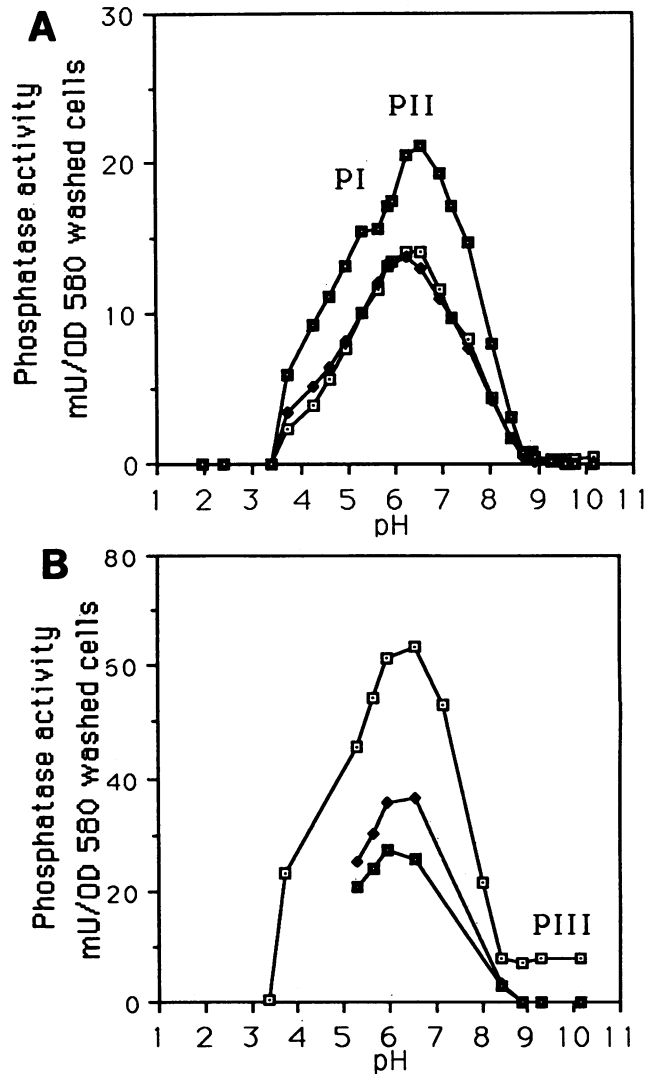 A
Phosphatase activity
mU/OD 580 washed cells
30
20
10
0
PI
PII
1 2 3 4 5 6 7 8 9 10 11
pH
B
Phosphatase activity
mU/OD 580 washed cells
80
60
40
20
0
PIII
1 2 3 4 5 6 7 8 9 10 11
pH